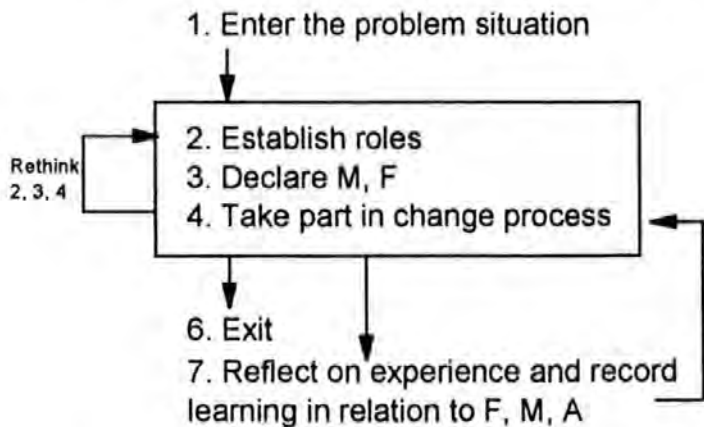 1. Enter the problem situation
2. Establish roles
3. Declare M, F
4. Take part in change process
Rethink
2, 3, 4
6. Exit
7. Reflect on experience and record
learning in relation to F, M, A